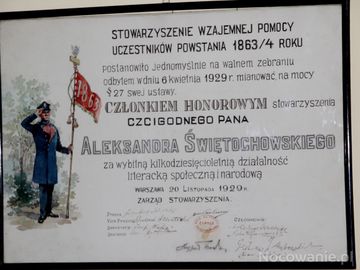 STOWARZYSZENIE WZAJEMNEJ POMOCY
UCZESTNIKÓW POWSTANIA 1863/4 ROKU
postanowiło jednomyślnie na walnem zebraniu
odbytem w dniu 6 kwietnia 1929 r. mianować na mocy
§ 27 swej ustawy.
CZŁONKIEM HONOROWYM stowarzyszenia
CZCIGODNEGO PANA
ALEKSANDRA ŚWIĘTOCHOWSKIEGO
za wybitną kilkodziesięcioletnią działalność
literacką społeczną i narodową
WARSZAWA 20 LISTOPADA 1929 r.
ZARZĄD STOWARZYSZENIA.
CZŁONKOWIE
1863
Nocowanie.pl